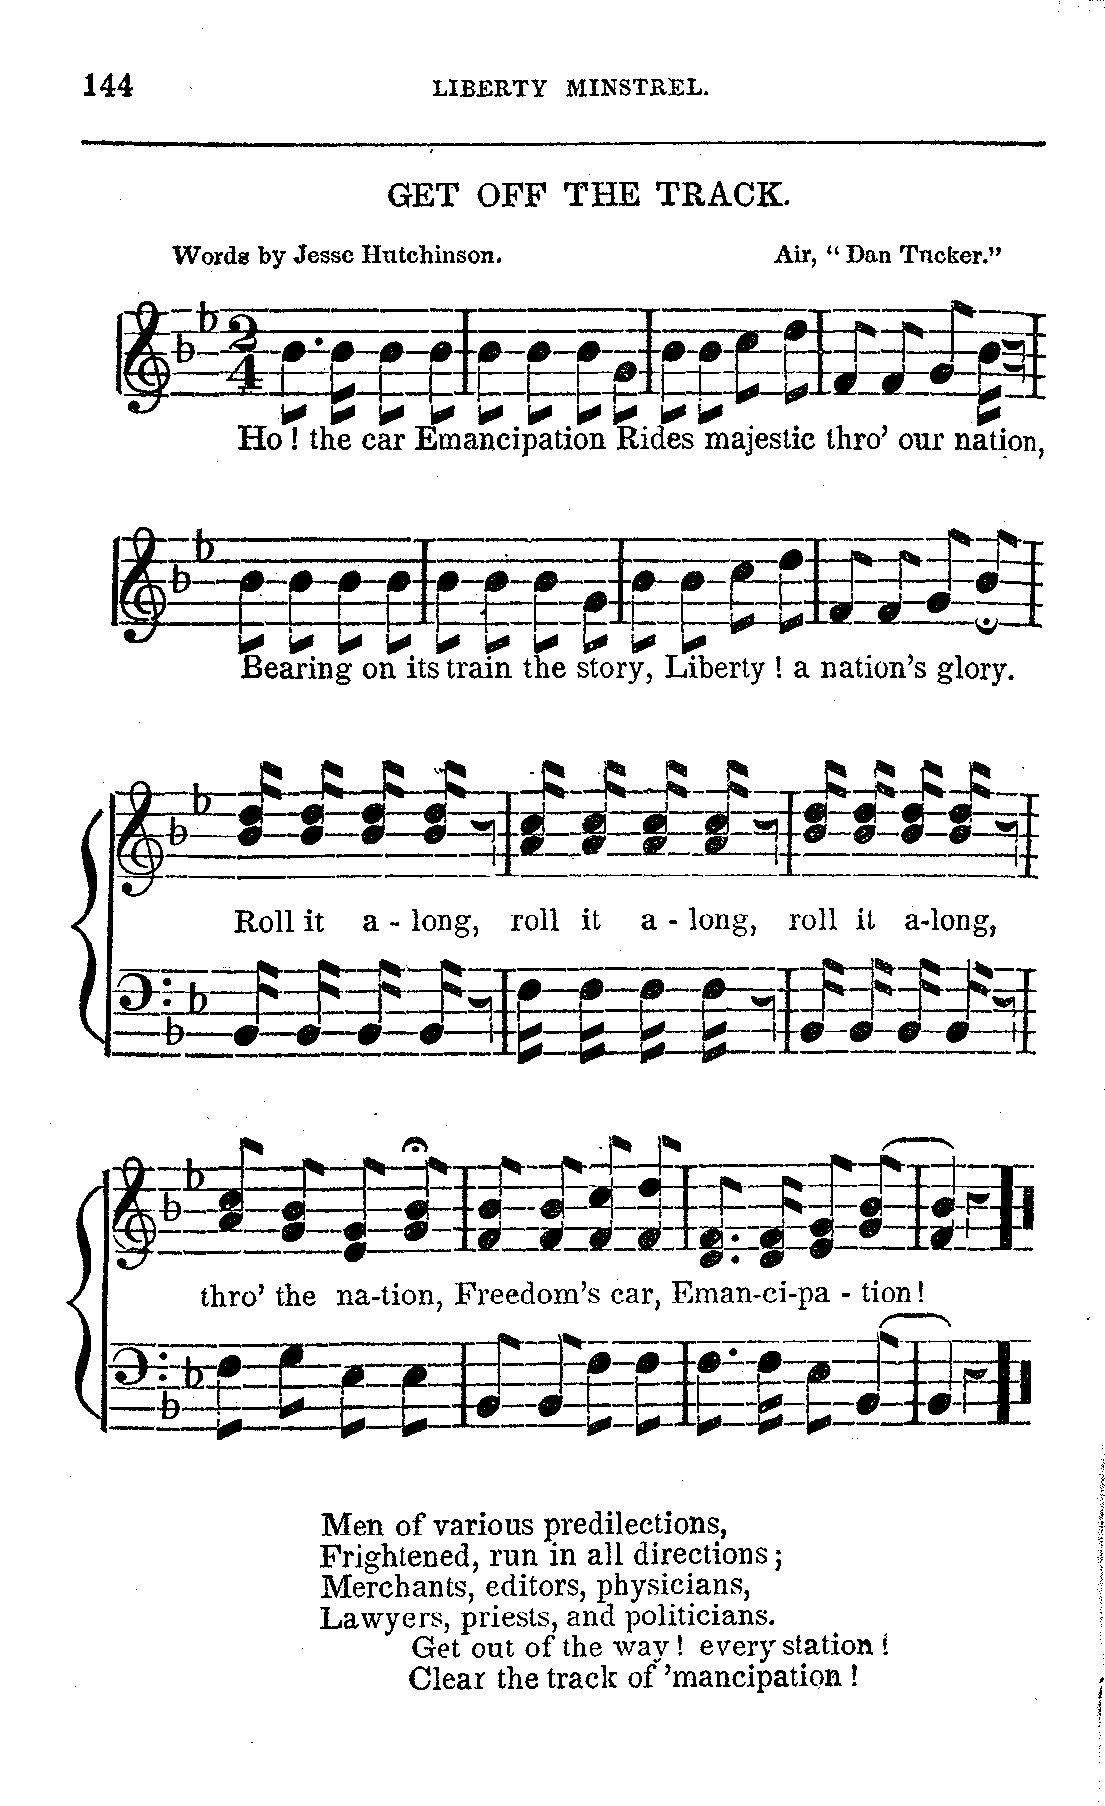 144 LIBERTY MINSTREL.
GET OFF THE TRACK.
Words by Jesse Hutchinson. Air, "Dan Tucker."
2
4
Ho! the car Emancipation Rides majestic thro' our nation,
Bearing on its train the story, Liberty! a nation's glory.
Roll it a - long, roll it a - long, roll it a-long,
thro' the na-tion, Freedom's car, Eman-ci-pa - tion!
Men of various predilections,
Frightened, run in all directions;
Merchants, editors, physicians,
Lawyers, priests, and politicians.
Get out of the way! every station!
Clear the track of 'mancipation!